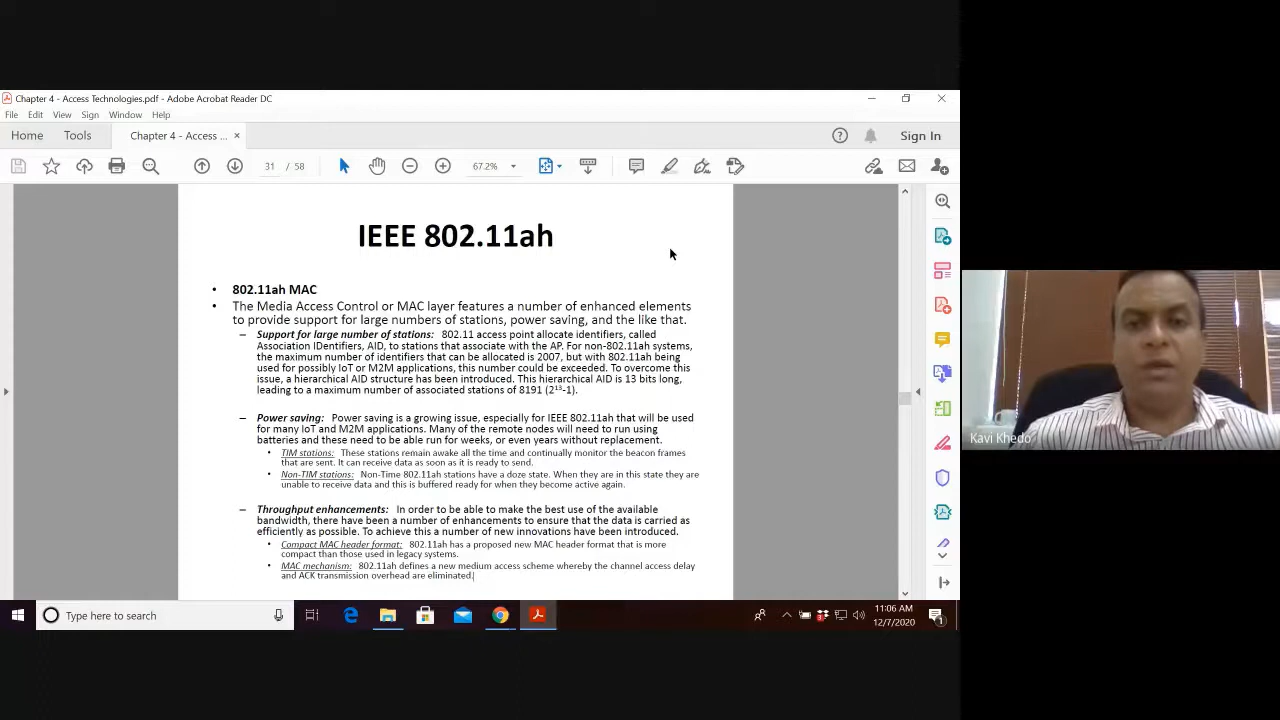 Chapter 4 - Access Technologies.pdf - Adobe Acrobat Reader DC
File Edit View Sign Window Help
Home Tools Chapter 4 - Access ... × Sign In
31 / 58 67.2%
IEEE 802.11ah
• 802.11ah MAC
• The Media Access Control or MAC layer features a number of enhanced elements
to provide support for large numbers of stations, power saving, and the like that.
– Support for large number of stations: 802.11 access point allocate identifiers, called
Association IDentifiers, AID, to stations that associate with the AP. For non-802.11ah systems,
the maximum number of identifiers that can be allocated is 2007, but with 802.11ah being
used for possibly IoT or M2M applications, this number could be exceeded. To overcome this
issue, a hierarchical AID structure has been introduced. This hierarchical AID is 13 bits long,
leading to a maximum number of associated stations of 8191 (2¹³-1).
– Power saving: Power saving is a growing issue, especially for IEEE 802.11ah that will be used
for many IoT and M2M applications. Many of the remote nodes will need to run using
batteries and these need to be able run for weeks, or even years without replacement.
• TIM stations: These stations remain awake all the time and continually monitor the beacon frames
that are sent. It can receive data as soon as it is ready to send.
• Non-TIM stations: Non-Time 802.11ah stations have a doze state. When they are in this state they are
unable to receive data and this is buffered ready for when they become active again.
– Throughput enhancements: In order to be able to make the best use of the available
bandwidth, there have been a number of enhancements to ensure that the data is carried as
efficiently as possible. To achieve this a number of new innovations have been introduced.
• Compact MAC header format: 802.11ah has a proposed new MAC header format that is more
compact than those used in legacy systems.
• MAC mechanism: 802.11ah defines a new medium access scheme whereby the channel access delay
and ACK transmission overhead are eliminated.
Kavi Khedo
Type here to search
11:06 AM
12/7/2020